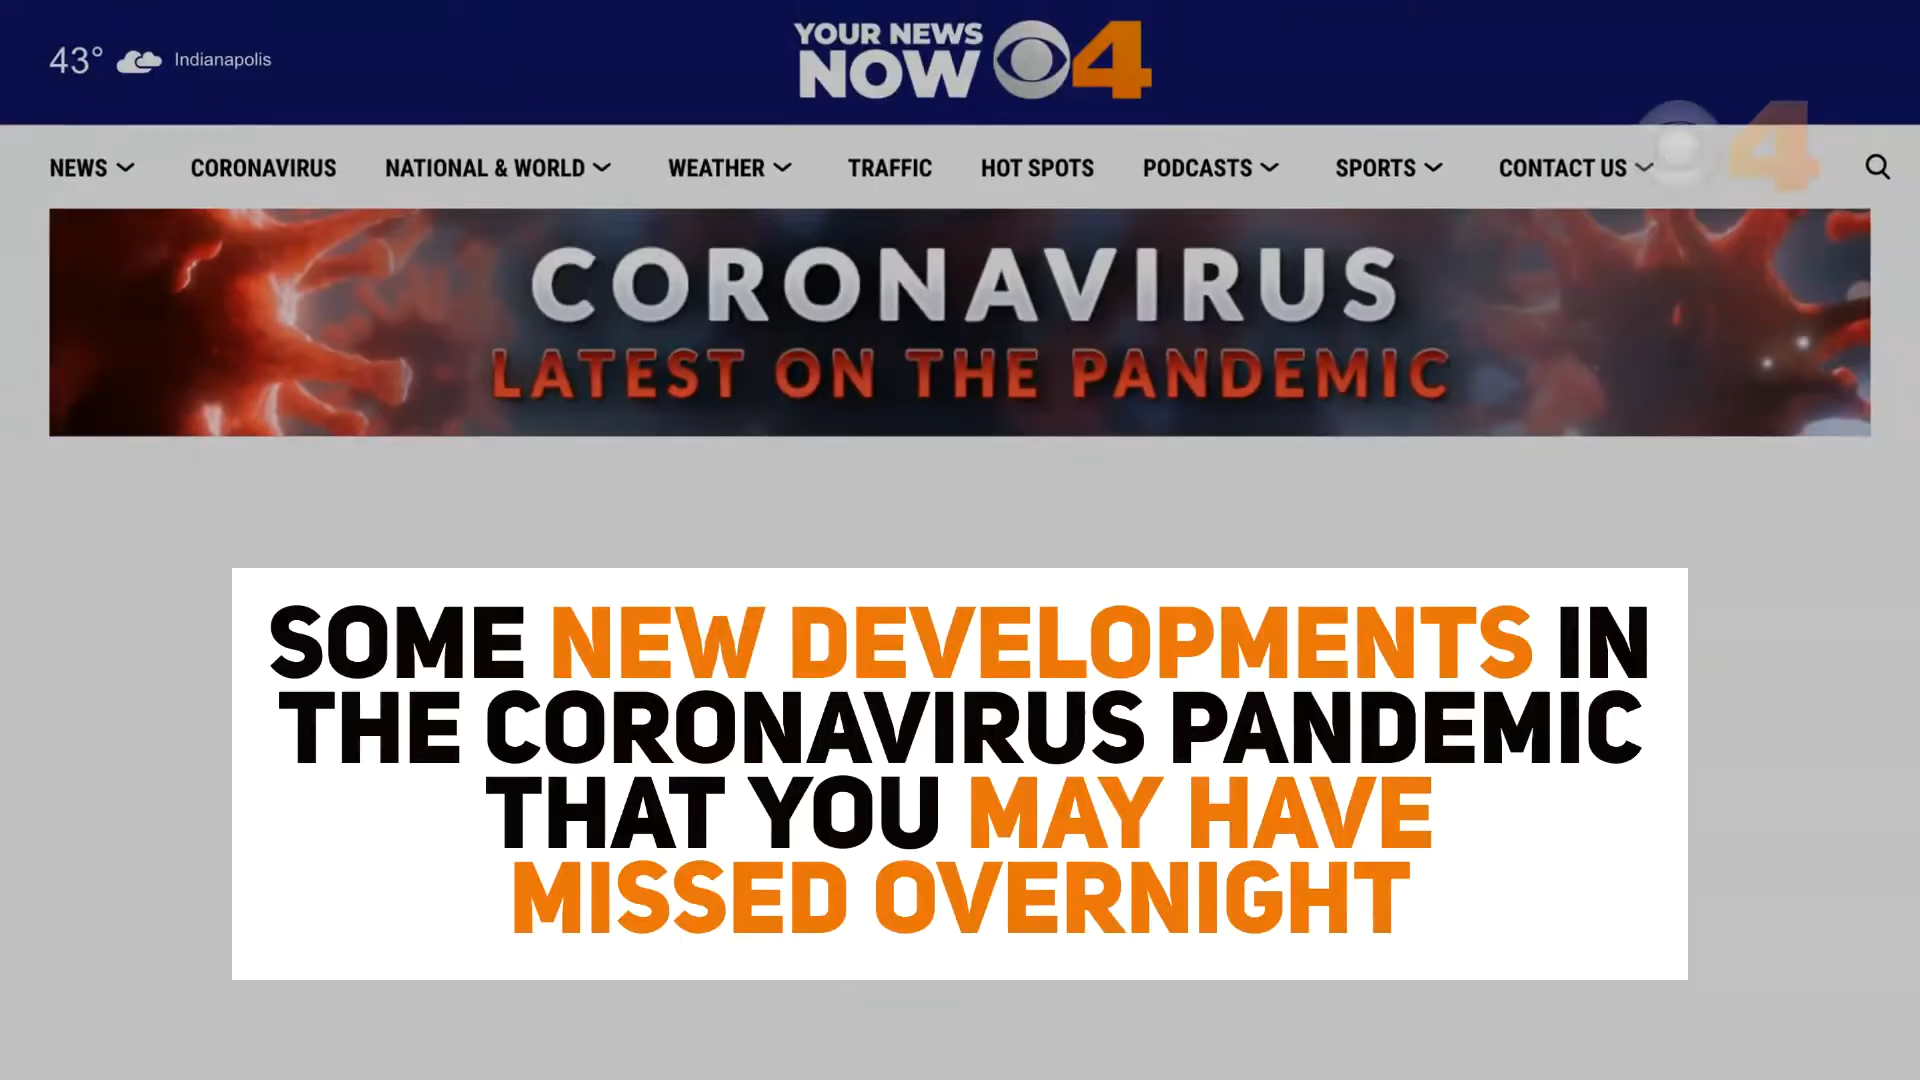 43° Indianapolis
YOUR NEWS
NOW 4
NEWS CORONAVIRUS NATIONAL & WORLD WEATHER TRAFFIC HOT SPOTS PODCASTS SPORTS CONTACT US
4
CORONAVIRUS
LATEST ON THE PANDEMIC
SOME NEW DEVELOPMENTS IN
THE CORONAVIRUS PANDEMIC
THAT YOU MAY HAVE
MISSED OVERNIGHT